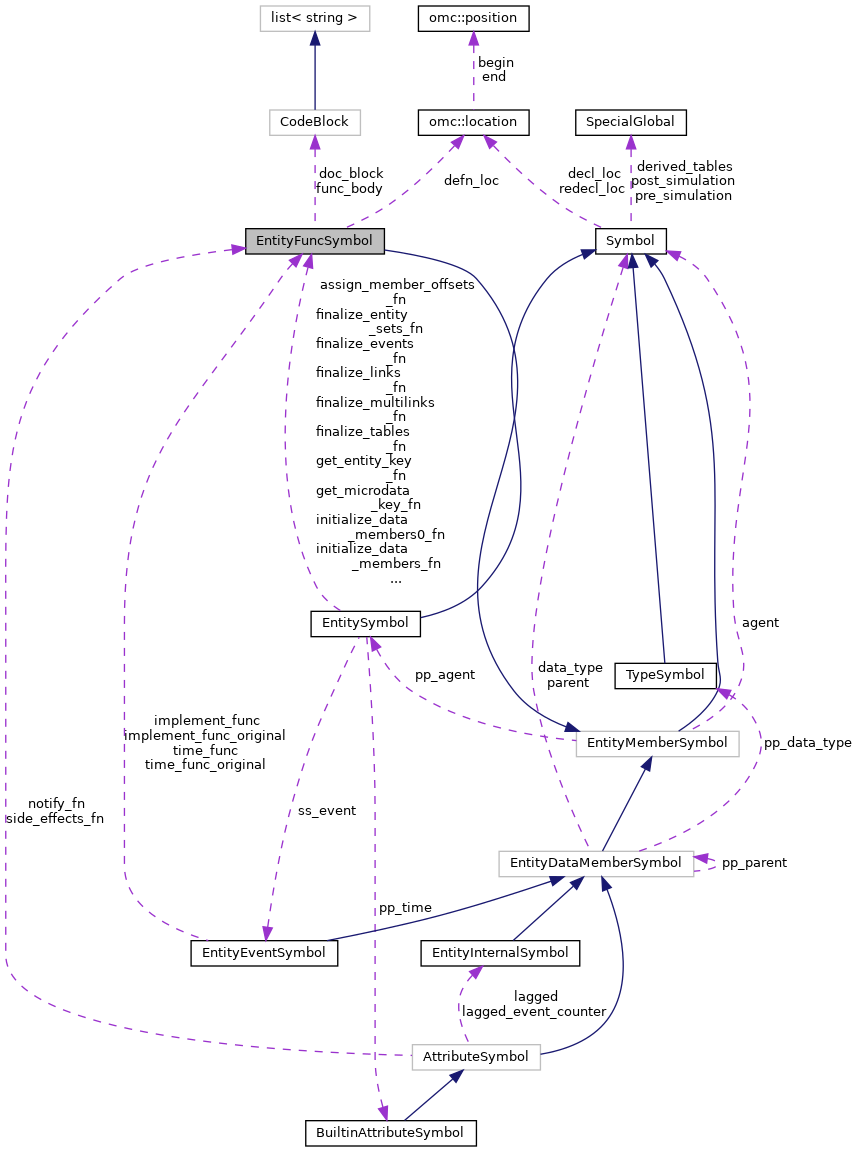 list< string >
omc::position
begin
end
CodeBlock
omc::location
SpecialGlobal
doc_block
func_body
defn_loc
decl_loc
redecl_loc
derived_tables
post_simulation
pre_simulation
EntityFuncSymbol
Symbol
assign_member_offsets
_fn
finalize_entity
_sets_fn
finalize_events
_fn
finalize_links
_fn
finalize_multilinks
_fn
finalize_tables
_fn
get_entity_key
_fn
get_microdata
_key_fn
initialize_data
_members0_fn
initialize_data
_members_fn
...
EntitySymbol
agent
pp_agent
data_type
parent
TypeSymbol
implement_func
implement_func_original
time_func
time_func_original
EntityMemberSymbol
pp_data_type
notify_fn
side_effects_fn
ss_event
EntityDataMemberSymbol
pp_parent
pp_time
EntityEventSymbol
EntityInternalSymbol
lagged
lagged_event_counter
AttributeSymbol
BuiltinAttributeSymbol